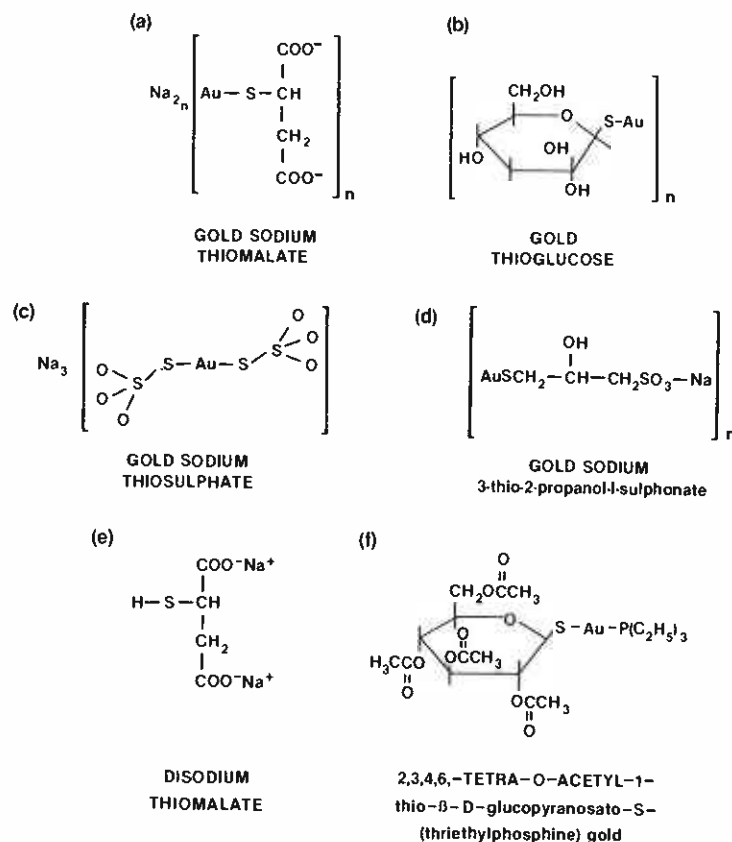 (a)
COO⁻
Na₂ₙ [ Au — S — CH
CH₂
COO⁻ ]ₙ
GOLD SODIUM
THIOMALATE
(b)
CH₂OH
O
S–Au
HO
OH
OH
n
GOLD
THIOGLUCOSE
(c)
Na₃
O
O
O
S
S — Au — S
S
O
O
O
GOLD SODIUM
THIOSULPHATE
(d)
OH
AuSCH₂—CH—CH₂SO₃—Na
n
GOLD SODIUM
3-thio-2-propanol-l-sulphonate
(e)
COO⁻Na⁺
H — S — CH
CH₂
COO⁻Na⁺
DISODIUM
THIOMALATE
(f)
O
CH₂OCCH₃
O
S — Au — P(C₂H₅)₃
O
H₃CCO
OCCH₃
O
OCCH₃
O
2,3,4,6,–TETRA–O–ACETYL–1–
thio–ß–D–glucopyranosato–S–
(thriethylphosphine) gold